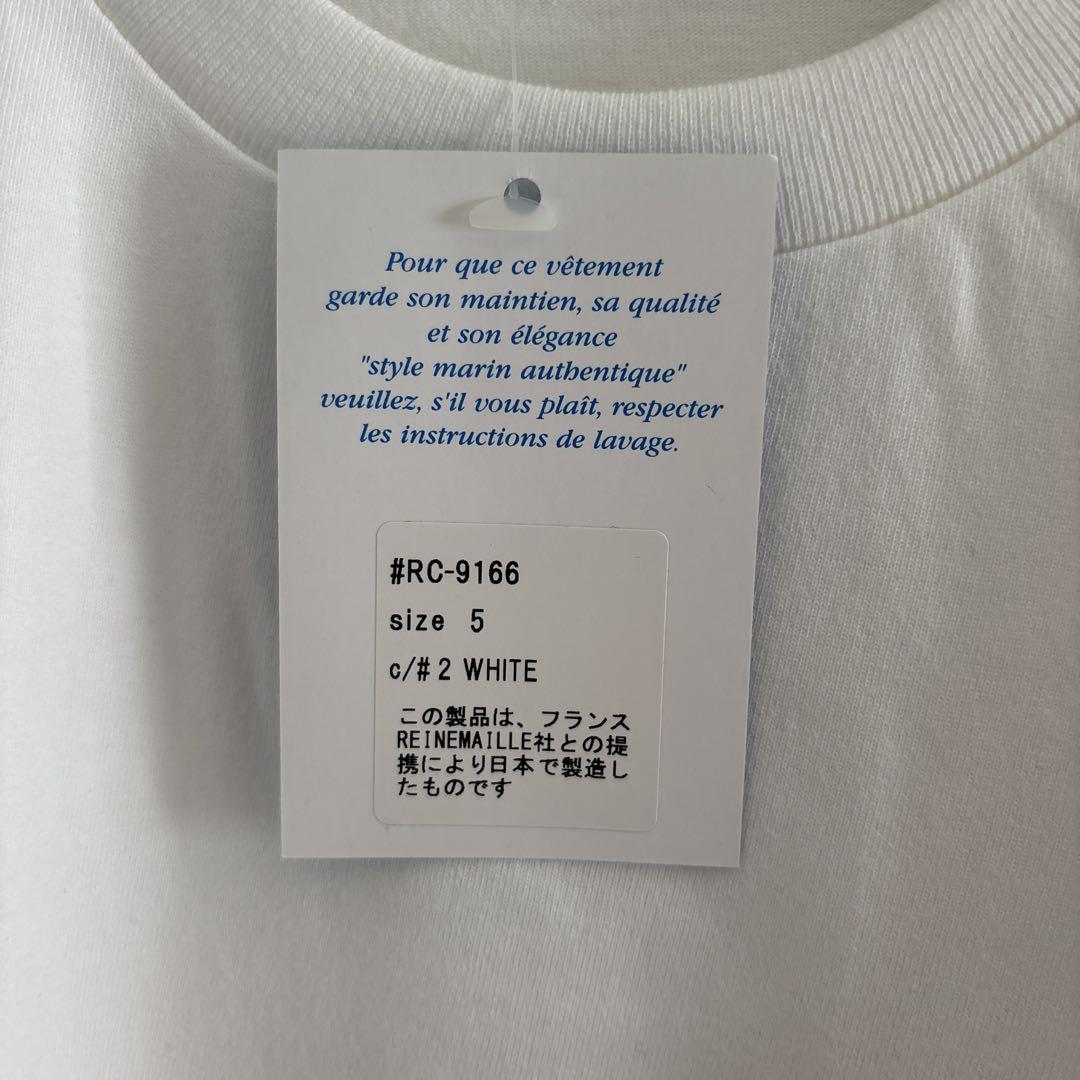 Pour que ce vêtement
garde son maintien, sa qualité
et son élégance
"style marin authentique"
veuillez, s'il vous plaît, respecter
les instructions de lavage.
#RC-9166
size 5
c/# 2 WHITE
この製品は、フランス
REINEMAILLE社との提
携により日本で製造し
たものです